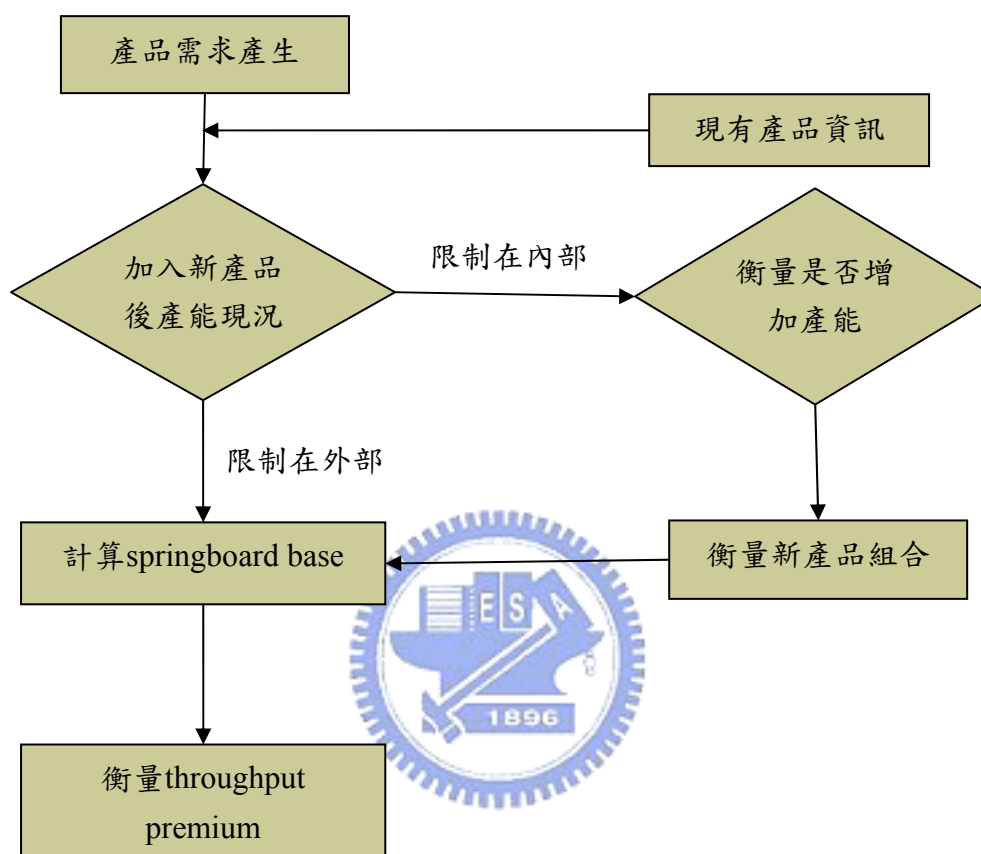 產品需求產生
現有產品資訊
加入新產品
後產能現況
限制在內部
衡量是否增
加產能
限制在外部
計算springboard base
衡量新產品組合
ESA
1896
衡量throughput
premium